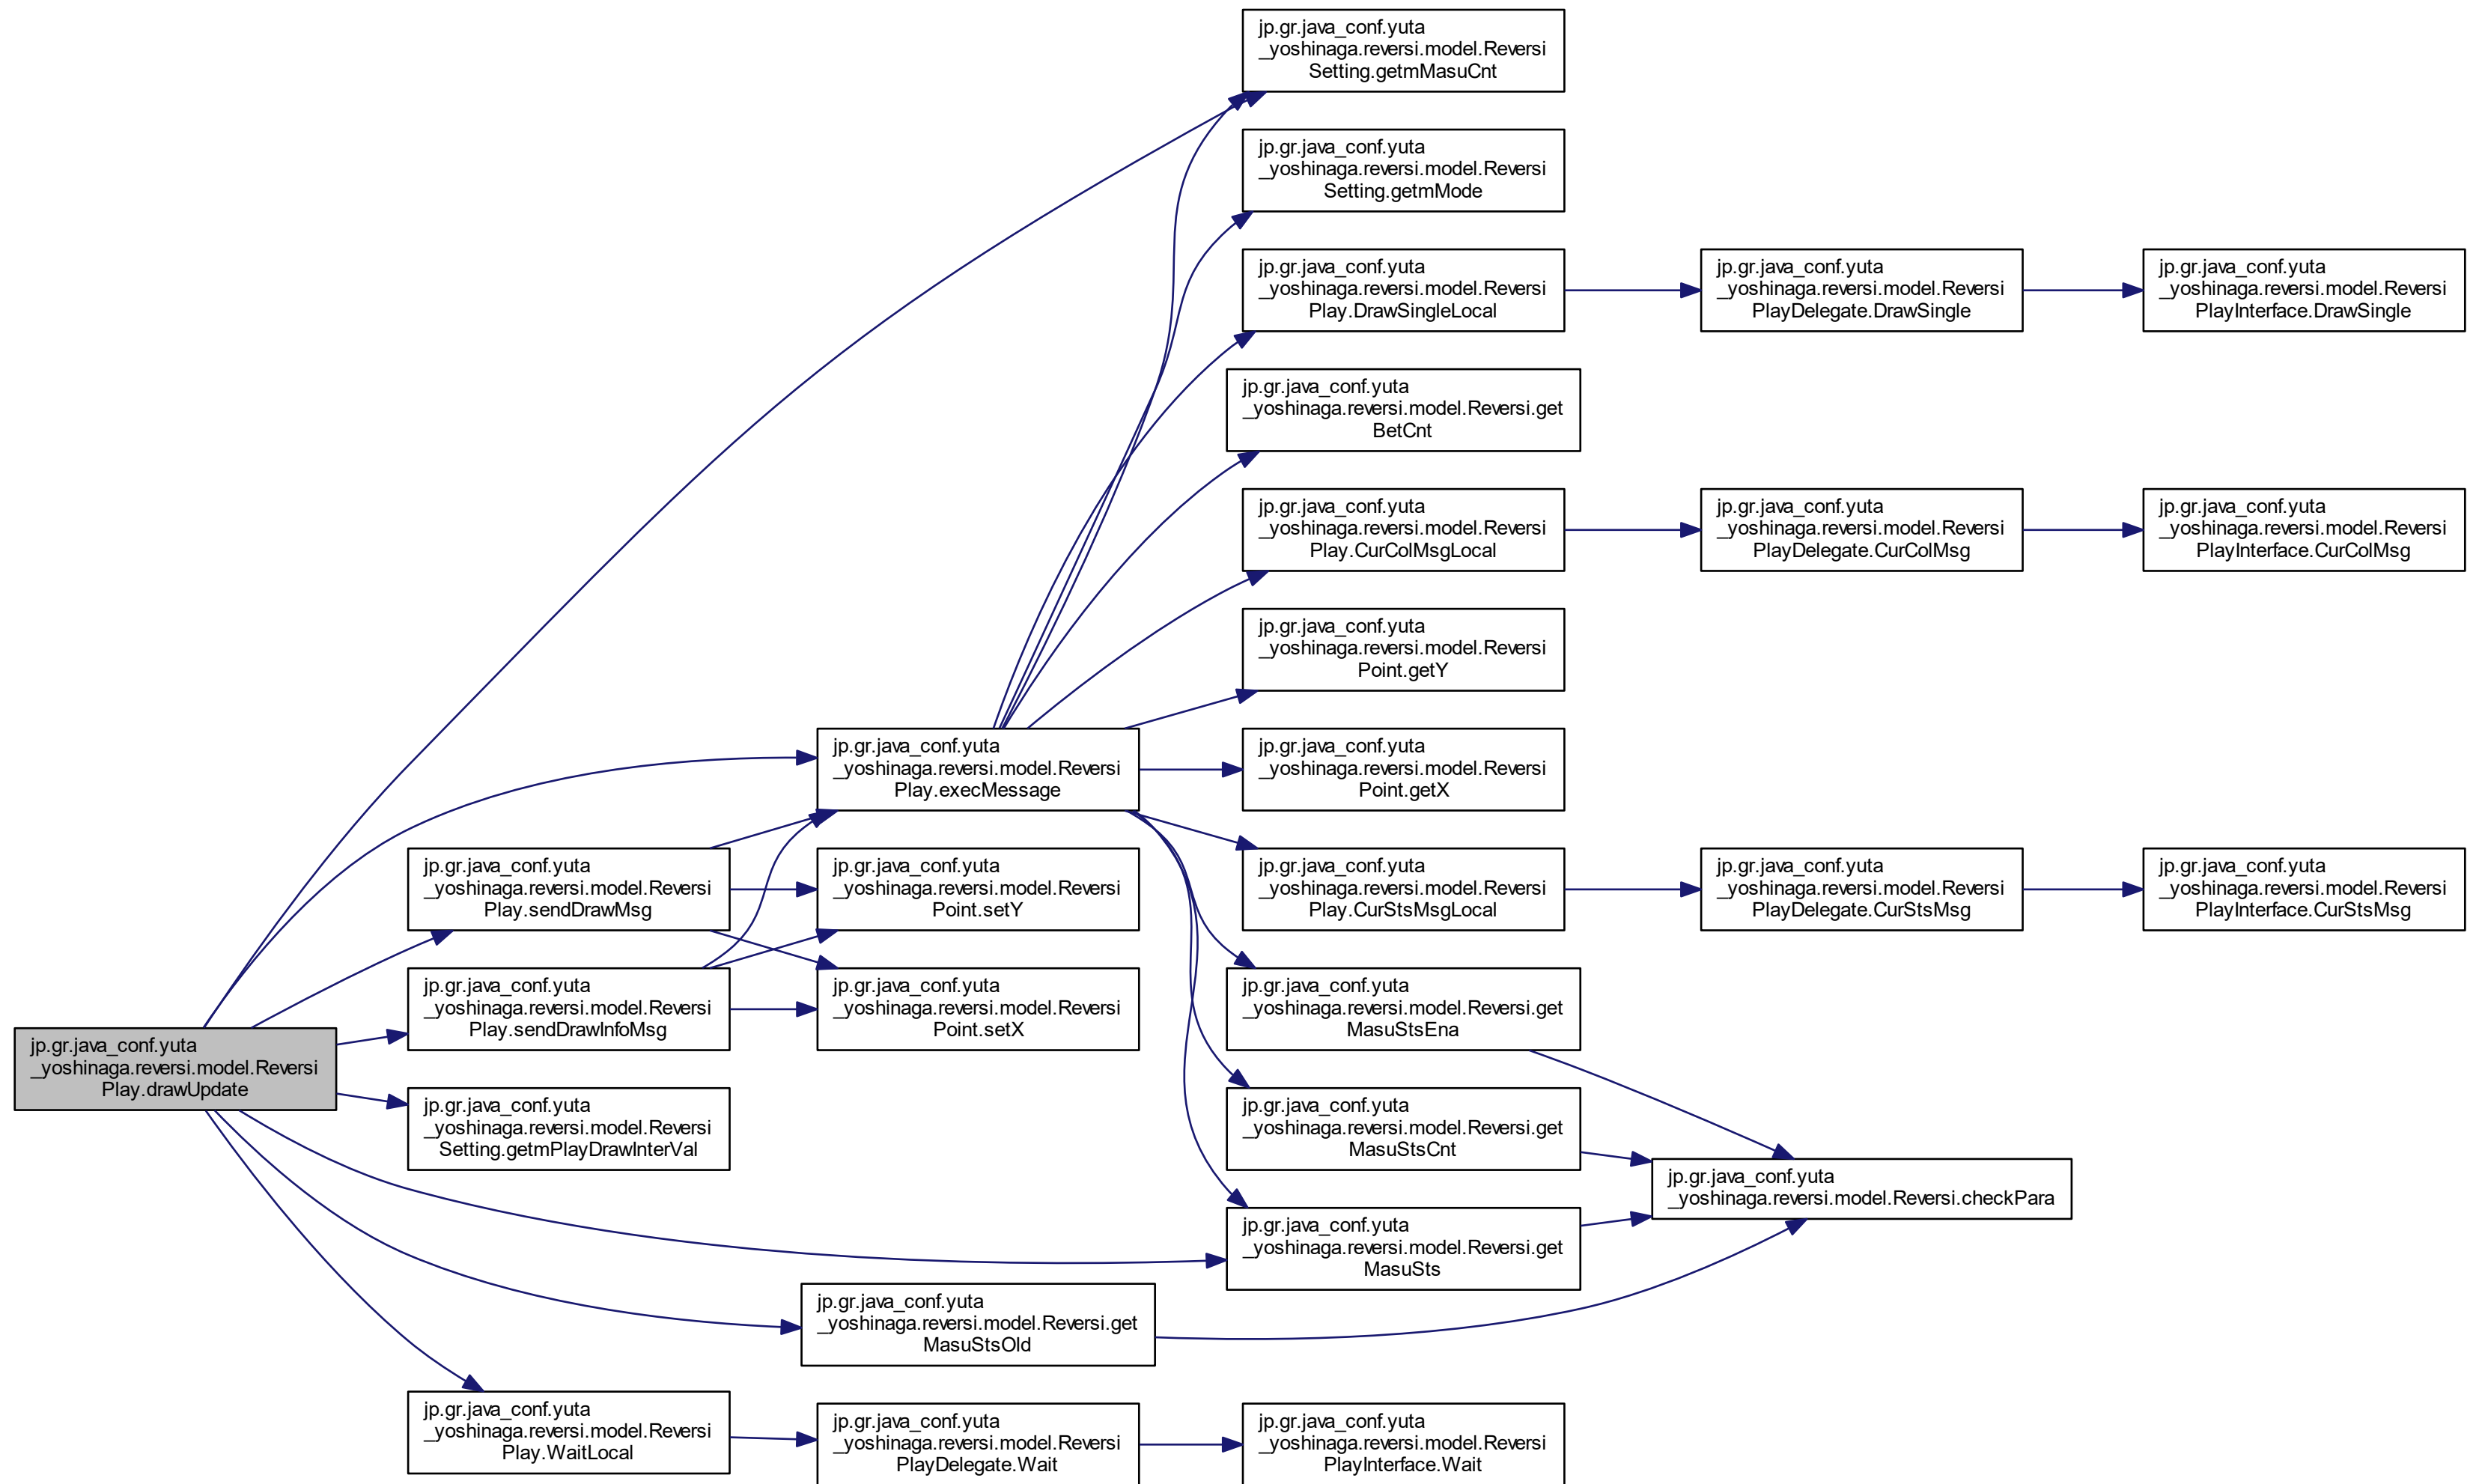 jp.gr.java_conf.yuta
_yoshinaga.reversi.model.Reversi
Setting.getmMasuCnt
jp.gr.java_conf.yuta
_yoshinaga.reversi.model.Reversi
Setting.getmMode
jp.gr.java_conf.yuta
_yoshinaga.reversi.model.Reversi
Play.DrawSingleLocal
jp.gr.java_conf.yuta
_yoshinaga.reversi.model.Reversi
PlayDelegate.DrawSingle
jp.gr.java_conf.yuta
_yoshinaga.reversi.model.Reversi
PlayInterface.DrawSingle
jp.gr.java_conf.yuta
_yoshinaga.reversi.model.Reversi.get
BetCnt
jp.gr.java_conf.yuta
_yoshinaga.reversi.model.Reversi
Play.CurColMsgLocal
jp.gr.java_conf.yuta
_yoshinaga.reversi.model.Reversi
PlayDelegate.CurColMsg
jp.gr.java_conf.yuta
_yoshinaga.reversi.model.Reversi
PlayInterface.CurColMsg
jp.gr.java_conf.yuta
_yoshinaga.reversi.model.Reversi
Point.getY
jp.gr.java_conf.yuta
_yoshinaga.reversi.model.Reversi
Play.execMessage
jp.gr.java_conf.yuta
_yoshinaga.reversi.model.Reversi
Point.getX
jp.gr.java_conf.yuta
_yoshinaga.reversi.model.Reversi
Play.sendDrawMsg
jp.gr.java_conf.yuta
_yoshinaga.reversi.model.Reversi
Point.setY
jp.gr.java_conf.yuta
_yoshinaga.reversi.model.Reversi
Play.CurStsMsgLocal
jp.gr.java_conf.yuta
_yoshinaga.reversi.model.Reversi
PlayDelegate.CurStsMsg
jp.gr.java_conf.yuta
_yoshinaga.reversi.model.Reversi
PlayInterface.CurStsMsg
jp.gr.java_conf.yuta
_yoshinaga.reversi.model.Reversi
Play.sendDrawInfoMsg
jp.gr.java_conf.yuta
_yoshinaga.reversi.model.Reversi
Point.setX
jp.gr.java_conf.yuta
_yoshinaga.reversi.model.Reversi.get
MasuStsEna
jp.gr.java_conf.yuta
_yoshinaga.reversi.model.Reversi
Play.drawUpdate
jp.gr.java_conf.yuta
_yoshinaga.reversi.model.Reversi
Setting.getmPlayDrawInterVal
jp.gr.java_conf.yuta
_yoshinaga.reversi.model.Reversi.get
MasuStsCnt
jp.gr.java_conf.yuta
_yoshinaga.reversi.model.Reversi.checkPara
jp.gr.java_conf.yuta
_yoshinaga.reversi.model.Reversi.get
MasuSts
jp.gr.java_conf.yuta
_yoshinaga.reversi.model.Reversi.get
MasuStsOld
jp.gr.java_conf.yuta
_yoshinaga.reversi.model.Reversi
Play.WaitLocal
jp.gr.java_conf.yuta
_yoshinaga.reversi.model.Reversi
PlayDelegate.Wait
jp.gr.java_conf.yuta
_yoshinaga.reversi.model.Reversi
PlayInterface.Wait